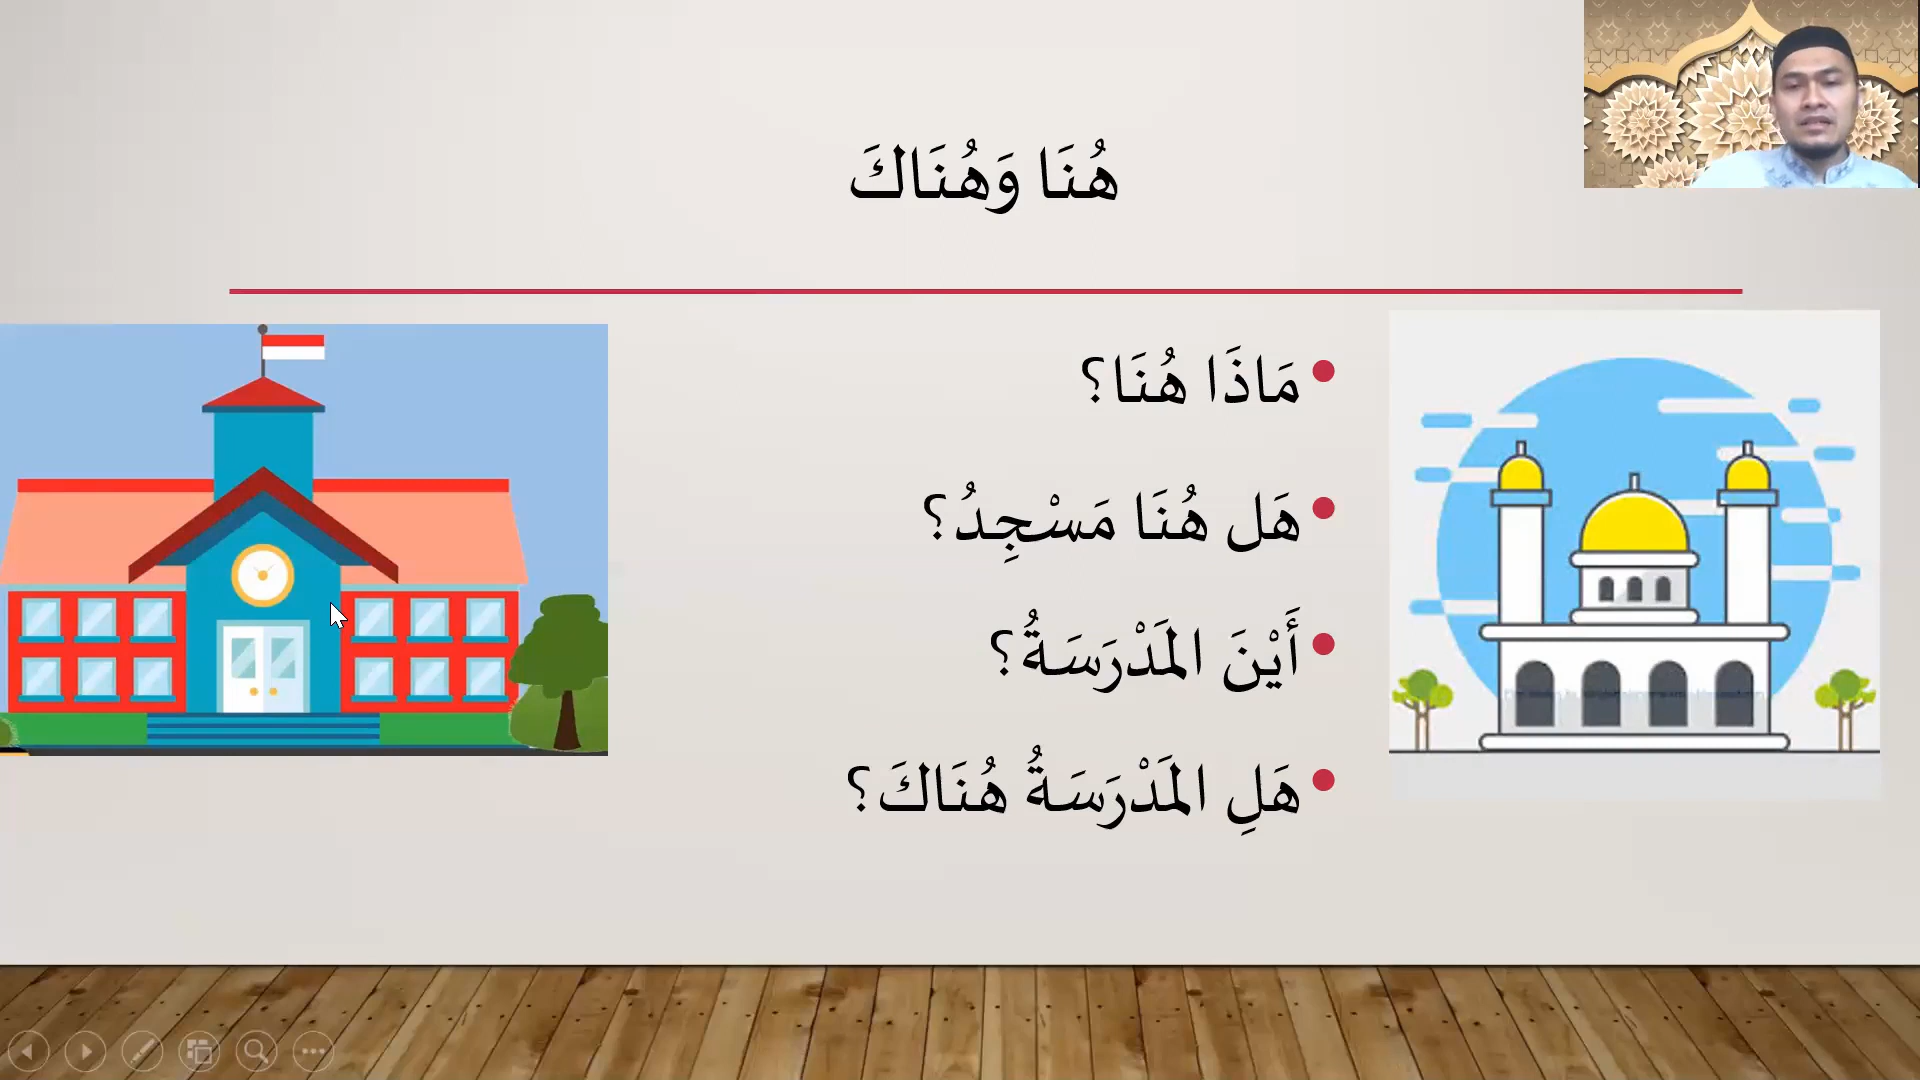 هُنَا وَهُنَاكَ
مَاذَا هُنَا؟
هَل هُنَا مَسْجِدُ؟
أَيْنَ المَدْرَسَةُ؟
هَلِ المَدْرَسَةُ هُنَاكَ؟